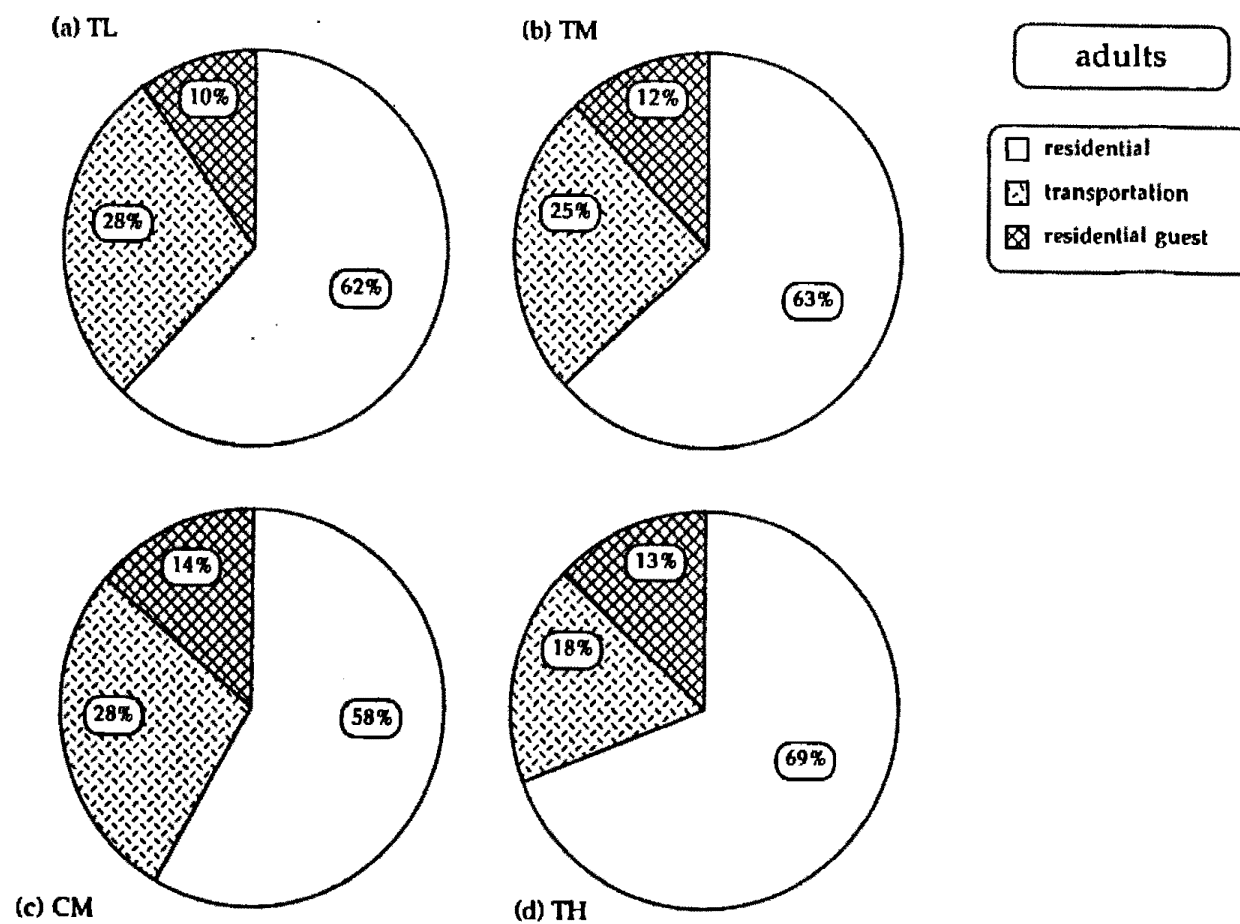 (a) TL
10%
28%
62%
(b) TM
12%
25%
63%
adults
residential
transportation
residential guest
14%
28%
58%
(c) CM
13%
18%
69%
(d) TH